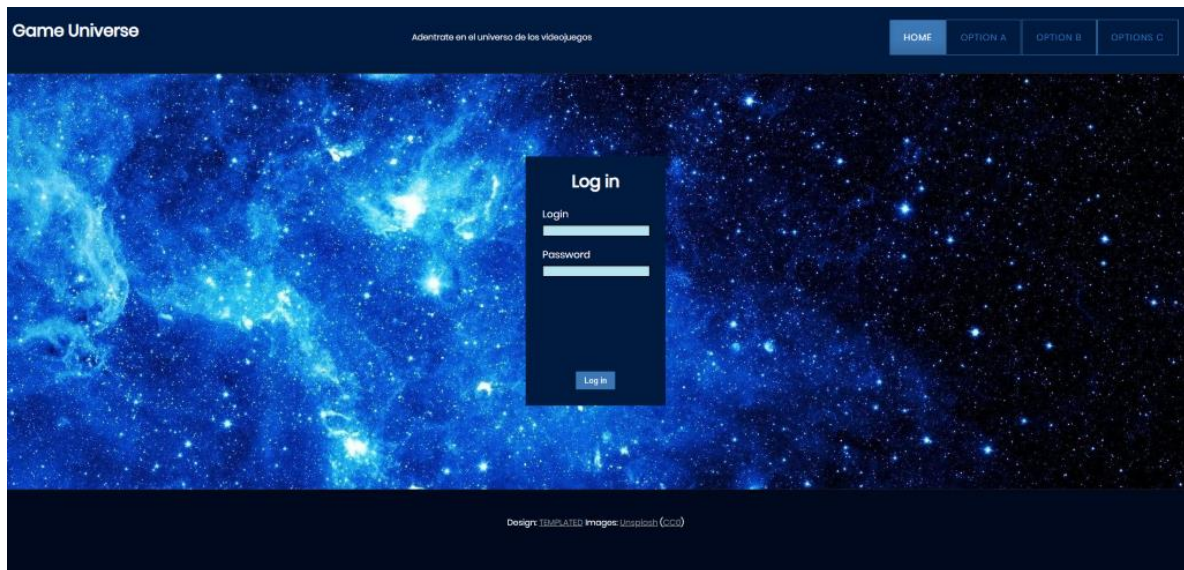 Game Universe
Adentrate en el universo de los videojuegos
HOME
OPTION A
OPTION B
OPTIONS C
Log in
Login
Password
Log in
Design: TEMPLATED Images: Unsplash (CC0)